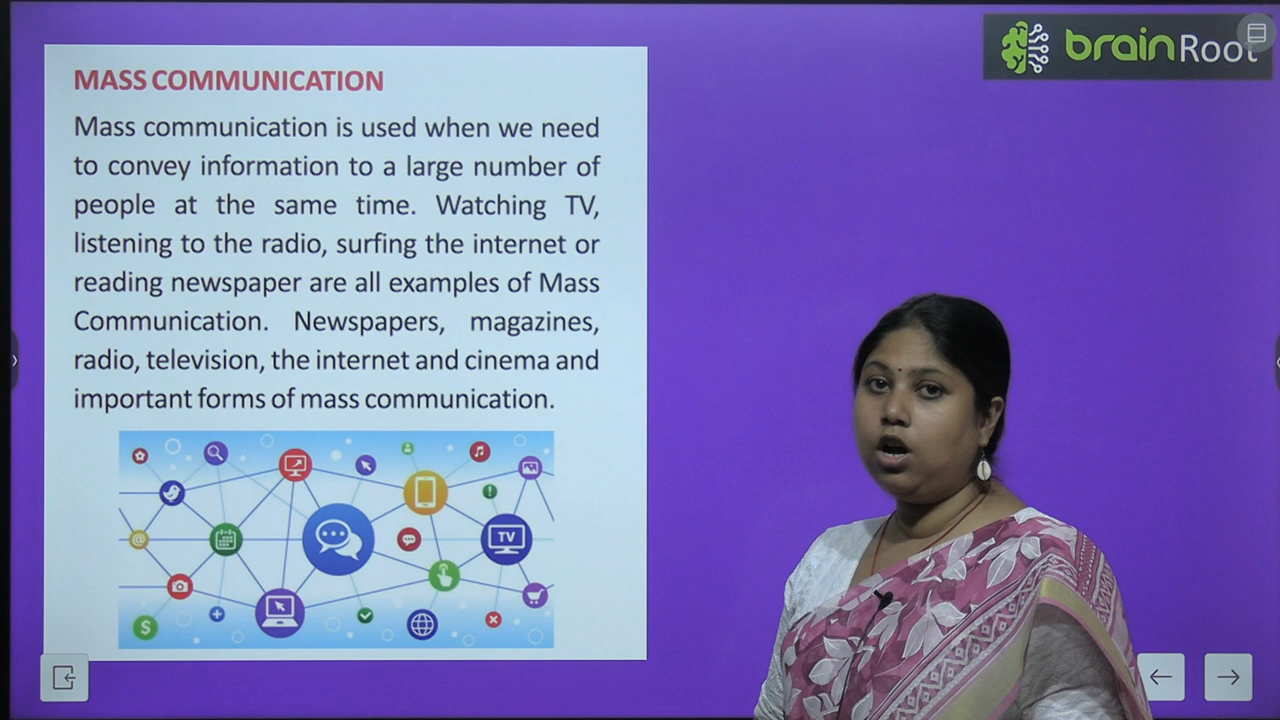 brainRoot
MASS COMMUNICATION
Mass communication is used when we need
to convey information to a large number of
people at the same time. Watching TV,
listening to the radio, surfing the internet or
reading newspaper are all examples of Mass
Communication. Newspapers, magazines,
radio, television, the internet and cinema and
important forms of mass communication.
TV